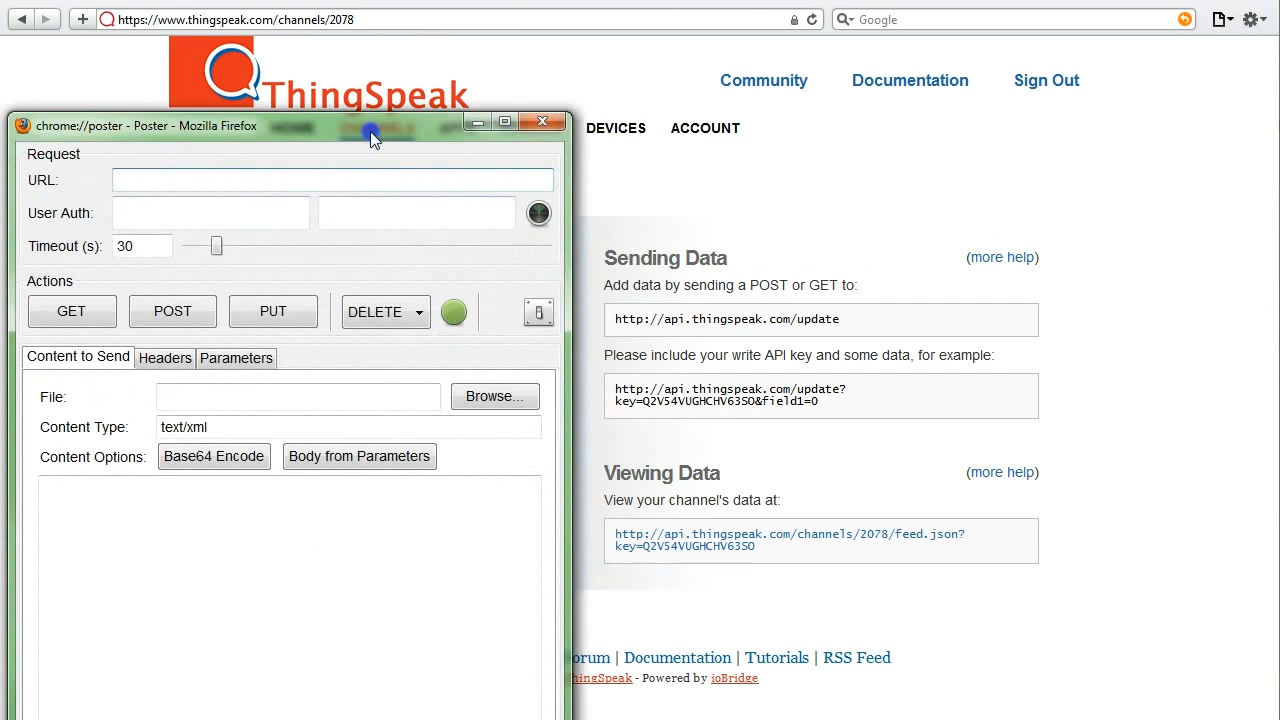 https://www.thingspeak.com/channels/2078
Google
ThingSpeak
Community
Documentation
Sign Out
HOME
CHANNELS
DEVICES
ACCOUNT
chrome://poster - Poster - Mozilla Firefox
Request
URL:
User Auth:
Timeout (s): 30
Actions
GET
POST
PUT
DELETE
Content to Send
Headers
Parameters
File:
Browse...
Content Type: text/xml
Content Options:
Base64 Encode
Body from Parameters
Sending Data
(more help)
Add data by sending a POST or GET to:
http://api.thingspeak.com/update
Please include your write API key and some data, for example:
http://api.thingspeak.com/update?
key=Q2V54VUGHCHV63SO&field1=0
Viewing Data
(more help)
View your channel's data at:
http://api.thingspeak.com/channels/2078/feed.json?
key=Q2V54VUGHCHV63SO
orum | Documentation | Tutorials | RSS Feed
hingSpeak - Powered by ioBridge